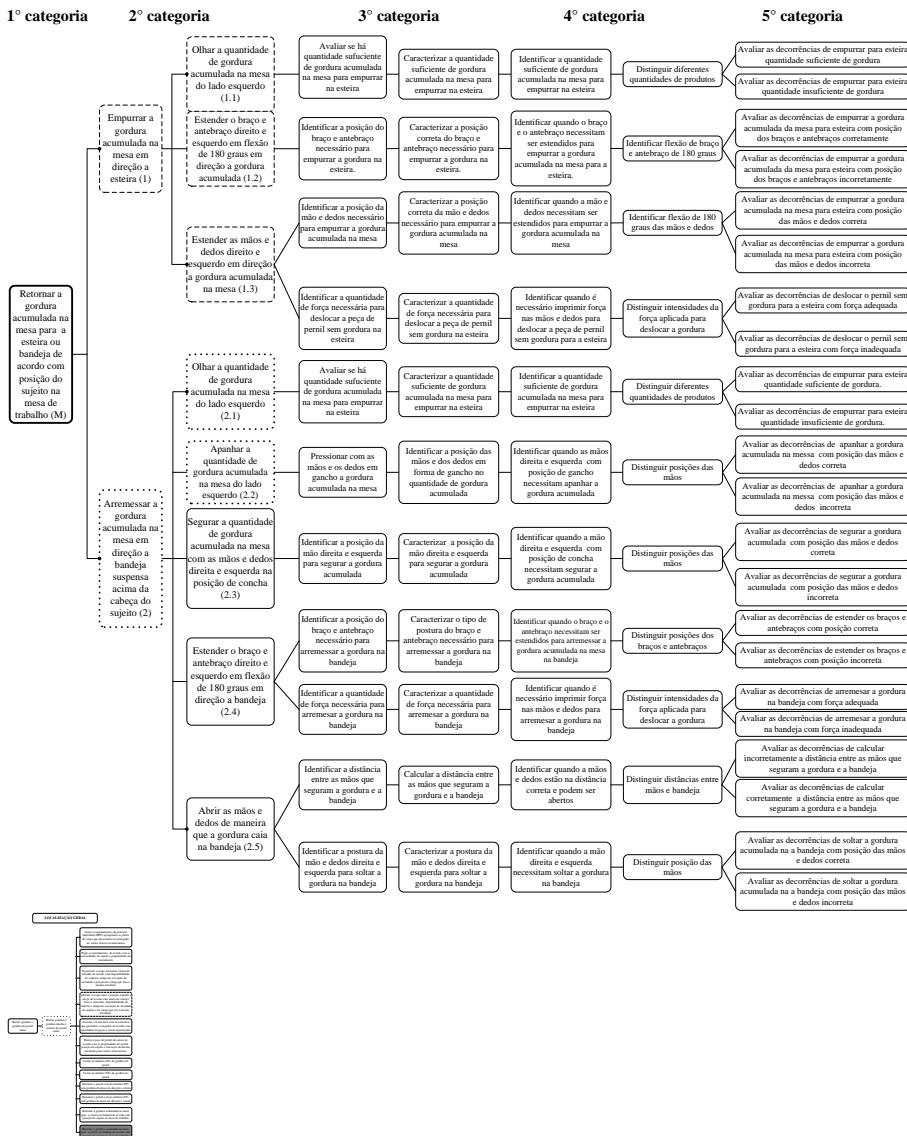 1° categoria
2° categoria
3° categoria
4° categoria
5° categoria
Retornar a
gordura
acumulada na
mesa para a
esteira ou
bandeja de
acordo com
posição do
sujeito na
mesa de
trabalho (M)
Empurrar a
gordura
acumulada na
mesa em
direção a
esteira (1)
Olhar a quantidade
de gordura
acumulada na mesa
do lado esquerdo
(1.1)
Avaliar se há
quantidade sufuciente
de gordura acumulada
na mesa para empurrar
na esteira
Caracterizar a quantidade
suficiente de gordura
acumulada na mesa para
empurrar na esteira
Identificar a quantidade
suficiente de gordura
acumulada na mesa para
empurrar na esteira
Distinguir diferentes
quantidades de produtos
Avaliar as decorrências de empurrar para esteira
quantidade suficiente de gordura
Avaliar as decorrências de empurrar para esteira
quantidade insuficiente de gordura
Estender o braço e
antebraço direito e
esquerdo em flexão
de 180 graus em
direção a gordura
acumulada (1.2)
Identificar a posição do
braço e antebraço
necessário para
empurrar a gordura na
esteira.
Caracterizar a posição
correta do braço e
antebraço necessário para
empurrar a gordura na
esteira.
Identificar quando o braço
e o antebraço necessitam
ser estendidos para
empurrar a gordura
acumulada na mesa para a
esteira.
Identificar flexão de braço
e antebraço de 180 graus
Avaliar as decorrências de empurrar a gordura
acumulada da mesa para esteira com posição
dos braços e antebraços corretamente
Avaliar as decorrências de empurrar a gordura
acumulada da mesa para esteira com posição
dos braços e antebraços incorretamente
Estender as mãos e
dedos direito e
esquerdo em direção
a gordura acumulada
na mesa (1.3)
Identificar a posição da
mão e dedos necessário
para empurrar a gordura
acumulada na mesa
Caracterizar a posição
correta da mão e dedos
necessário para empurrar a
gordura acumulada na
mesa
Identificar quando a mão e
dedos necessitam ser
estendidos para empurrar a
gordura acumulada na
mesa
Identificar flexão de 180
graus das mãos e dedos
Avaliar as decorrências de empurrar a gordura
acumulada na mesa para esteira com posição
das mãos e dedos correta
Avaliar as decorrências de empurrar a gordura
acumulada na mesa para esteira com posição
das mãos e dedos incorreta
Identificar a quantidade
de força necessária para
deslocar a peça de
pernil sem gordura na
esteira
Caracterizar a quantidade
de força necessária para
deslocar a peça de pernil
sem gordura na esteira
Identificar quando é
necessário imprimir força
nas mãos e dedos para
deslocar a peça de pernil
sem gordura para a esteira
Distinguir intensidades da
força aplicada para
deslocar a gordura
Avaliar as decorrências de deslocar o pernil sem
gordura para a esteira com força adequada
Avaliar as decorrências de deslocar o pernil sem
gordura para a esteira com força inadequada
Arremessar a
gordura
acumulada na
mesa em
direção a
bandeja
suspensa
acima da
cabeça do
sujeito (2)
Olhar a quantidade
de gordura
acumulada na mesa
do lado esquerdo
(2.1)
Avaliar se há
quantidade sufuciente
de gordura acumulada
na mesa para empurrar
na esteira
Caracterizar a quantidade
suficiente de gordura
acumulada na mesa para
empurrar na esteira
Identificar a quantidade
suficiente de gordura
acumulada na mesa para
empurrar na esteira
Distinguir diferentes
quantidades de produtos
Avaliar as decorrências de empurrar para esteira
quantidade suficiente de gordura.
Avaliar as decorrências de empurrar para esteira
quantidade insuficiente de gordura.
Apanhar a
quantidade de
gordura acumulada
na mesa do lado
esquerdo (2.2)
Pressionar com as
mãos e os dedos em
gancho a gordura
acumulada na mesa
Identificar a posição das
mãos e dos dedos em
forma de gancho no
quantidade de gordura
acumulada
Identificar quando as mãos
direita e esquerda com
posição de gancho
necessitam apanhar a
gordura acumulada
Distinguir posições das
mãos
Avaliar as decorrências de apanhar a gordura
acumulada na messa com posição das mãos e
dedos correta
Avaliar as decorrências de apanhar a gordura
acumulada na messa com posição das mãos e
dedos incorreta
Segurar a quantidade
de gordura
acumulada na mesa
com as mãos e dedos
direita e esquerda na
posição de concha
(2.3)
Identificar a posição da
mão direita e esquerda
para segurar a gordura
acumulada
Caracterizar a posição da
mão direita e esquerda
para segurar a gordura
acumulada
Identificar quando a mão
direita e esquerda com
posição de concha
necessitam segurar a
gordura acumulada
Distinguir posições das
mãos
Avaliar as decorrências de segurar a gordura
acumulada com posição das mãos e dedos
correta
Avaliar as decorrências de segurar a gordura
acumulada com posição das mãos e dedos
incorreta
Estender o braço e
antebraço direito e
esquerdo em flexão
de 180 graus em
direção a bandeja
(2.4)
Identificar a posição do
braço e antebraço
necessário para
arremessar a gordura na
bandeja
Caracterizar o tipo de
postura do braço e
antebraço necessário para
arremessar a gordura na
bandeja
Identificar quando o braço e o
antebraço necessitam ser
estendidos para arremessar a
gordura acumulada na mesa na
bandeja
Distinguir posições dos
braços e antebraços
Avaliar as decorrências de estender os braços e
antebraços com posição correta
Avaliar as decorrências de estender os braços e
antebraços com posição incorreta
Identificar a quantidade
de força necessária para
arremesar a gordura na
bandeja
Caracterizar a quantidade
de força necessária para
arremesar a gordura na
bandeja
Identificar quando é
necessário imprimir força
nas mãos e dedos para
arremesar a gordura na
bandeja
Distinguir intensidades da
força aplicada para
deslocar a gordura
Avaliar as decorrências de arremesar a gordura
na bandeja com força adequada
Avaliar as decorrências de arremesar a gordura
na bandeja com força inadequada
Abrir as mãos e
dedos de maneira
que a gordura caia
na bandeja (2.5)
Identificar a distância
entre as mãos que
seguram a gordura e a
bandeja
Calcular a distância entre
as mãos que seguram a
gordura e a bandeja
Identificar quando a mãos
e dedos estão na distância
correta e podem ser
abertos
Distinguir distâncias entre
mãos e bandeja
Avaliar as decorrências de calcular
incorretamente a distância entre as mãos que
seguram a gordura e a bandeja
Avaliar as decorrências de calcular
corretamente a distância entre as mãos que
seguram a gordura e a bandeja
Identificar a postura da
mão e dedos direita e
esquerda para soltar a
gordura na bandeja
Caracterizar a postura da
mão e dedos direita e
esquerda para soltar a
gordura na bandeja
Identificar quando a mão
direita e esquerda
necessitam soltar a gordura
na bandeja
Distinguir posição das
mãos
Avaliar as decorrências de soltar a gordura
acumulada na a bandeja com posição das mãos
e dedos correta
Avaliar as decorrências de soltar a gordura
acumulada na a bandeja com posição das mãos
e dedos incorreta
LOCALIZAÇÃO GERAL